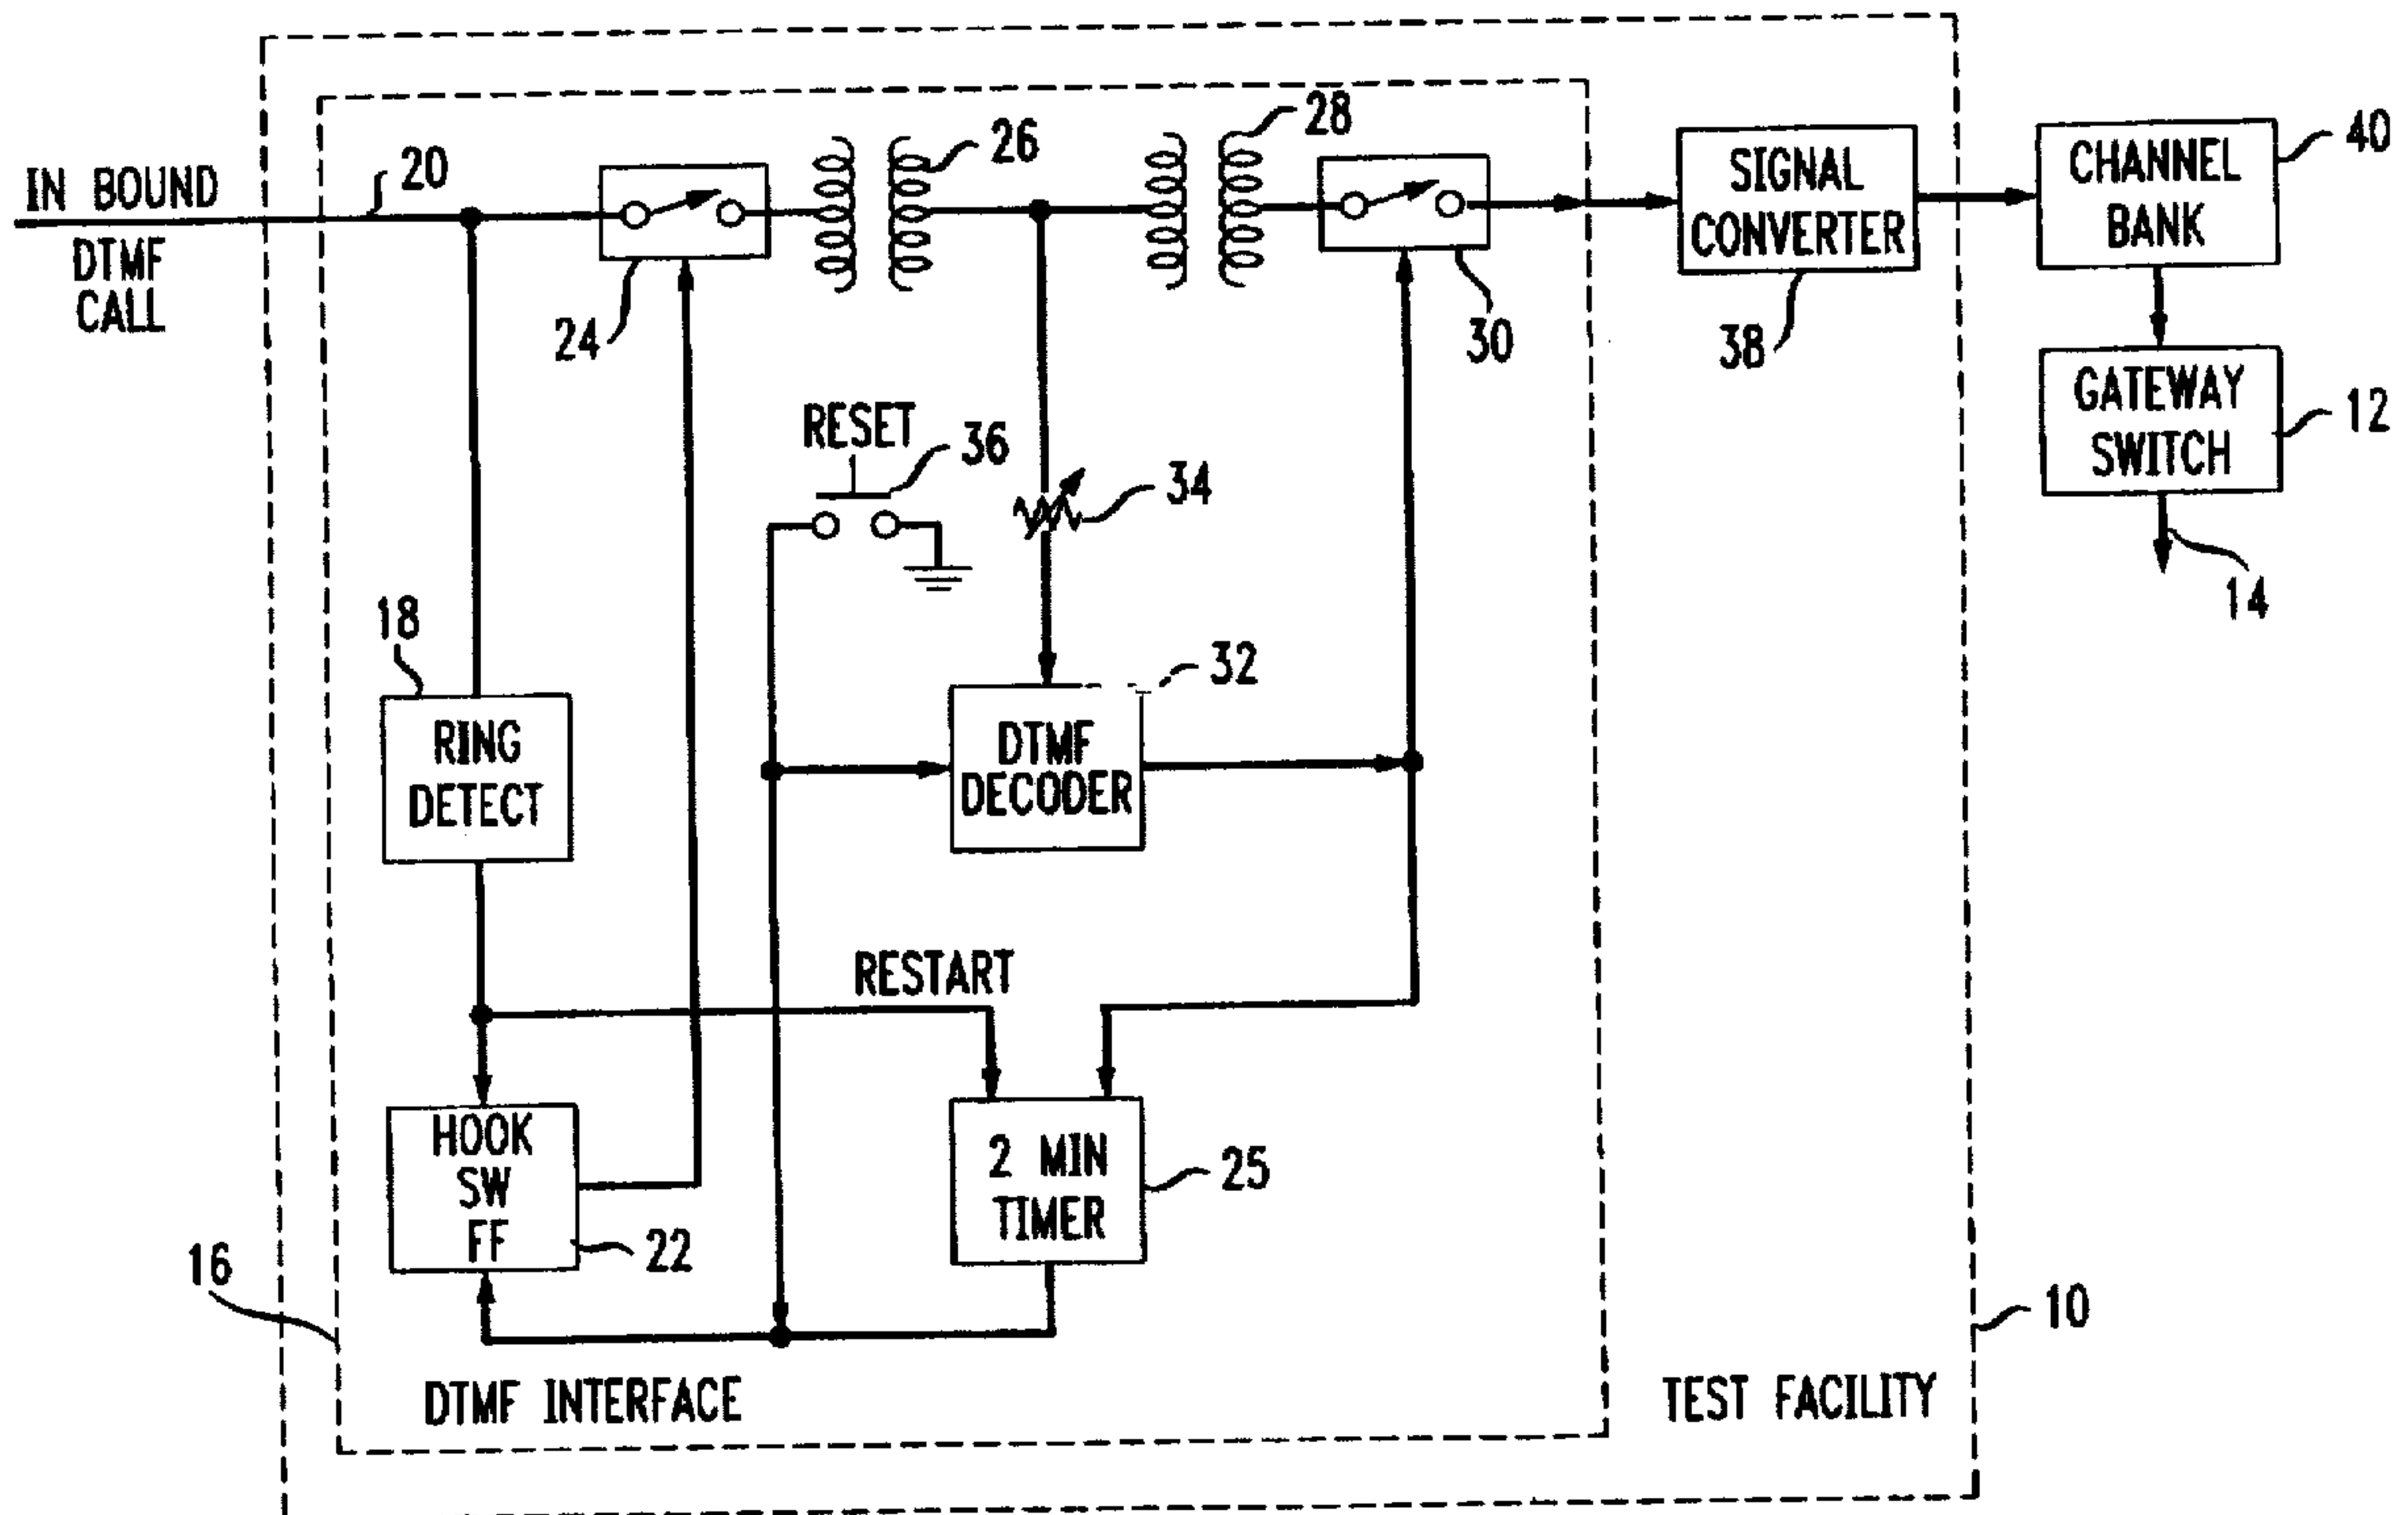 IN BOUND
DTMF
CALL
20
24
26
28
30
SIGNAL
CONVERTER
38
CHANNEL
BANK
40
GATEWAY
SWITCH
12
14
RESET
36
34
18
RING
DETECT
32
DTMF
DECODER
RESTART
HOOK
SW
FF
22
2 MIN
TIMER
25
16
10
DTMF INTERFACE
TEST FACILITY